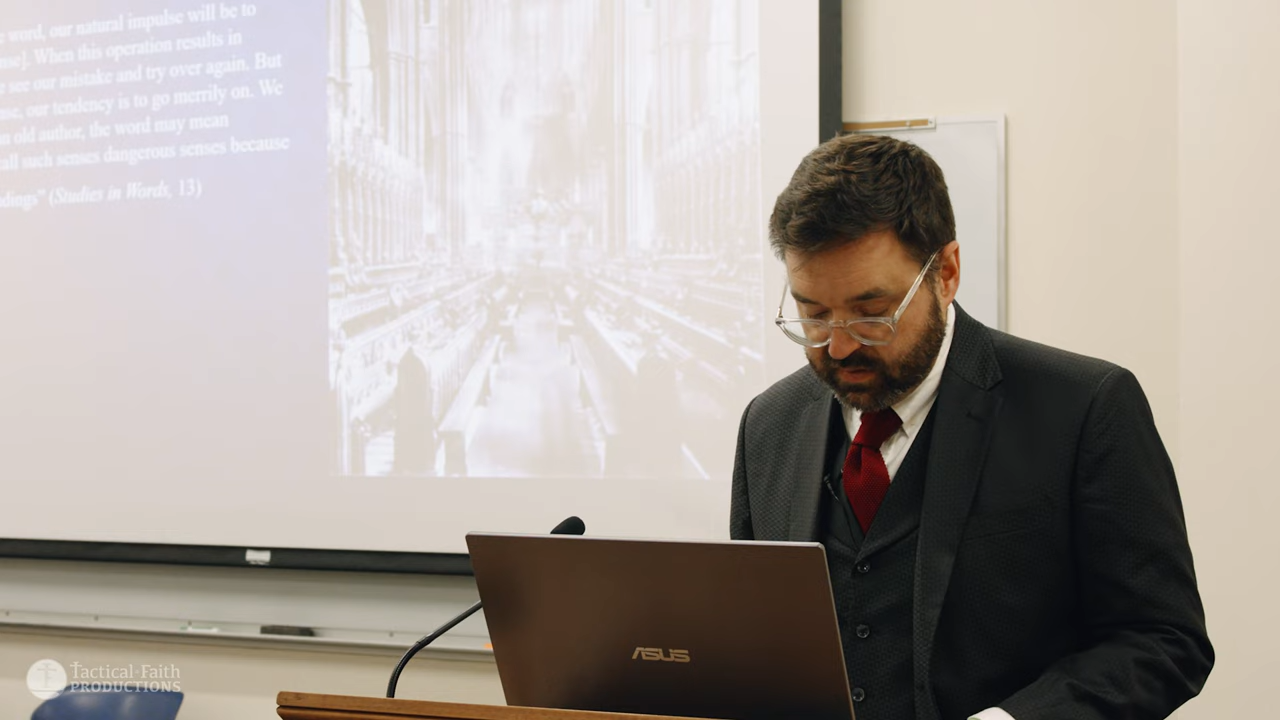 e word, our natural impulse will be to
nse]. When this operation results in
e see our mistake and try over again. But
nse, our tendency is to go merrily on. We
n old author, the word may mean
call such senses dangerous senses because
dings” (Studies in Words, 13)
ASUS
Tactical-Faith
PRODUCTIONS